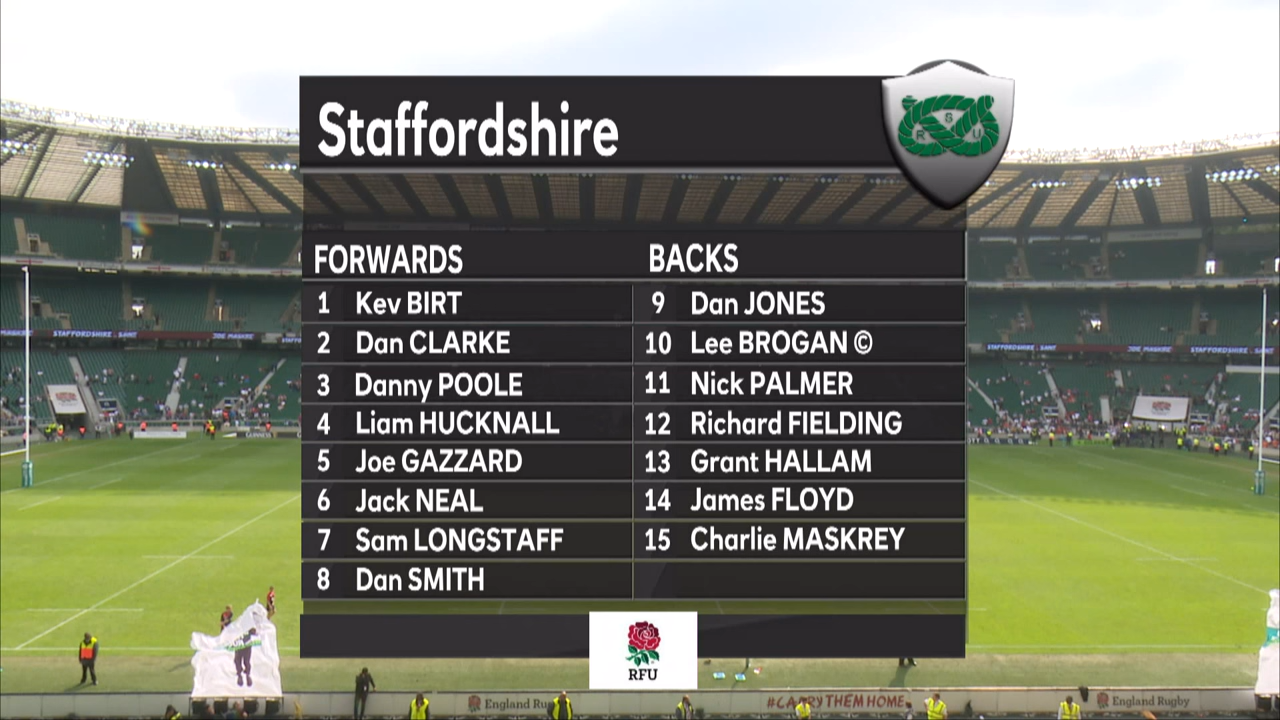 Staffordshire
S
R U
FORWARDS
1 Kev BIRT
2 Dan CLARKE
3 Danny POOLE
4 Liam HUCKNALL
5 Joe GAZZARD
6 Jack NEAL
7 Sam LONGSTAFF
8 Dan SMITH
BACKS
9 Dan JONES
10 Lee BROGAN ©
11 Nick PALMER
12 Richard FIELDING
13 Grant HALLAM
14 James FLOYD
15 Charlie MASKREY
RFU
England Ru
#CARRYTHEMHOME
England Rugby